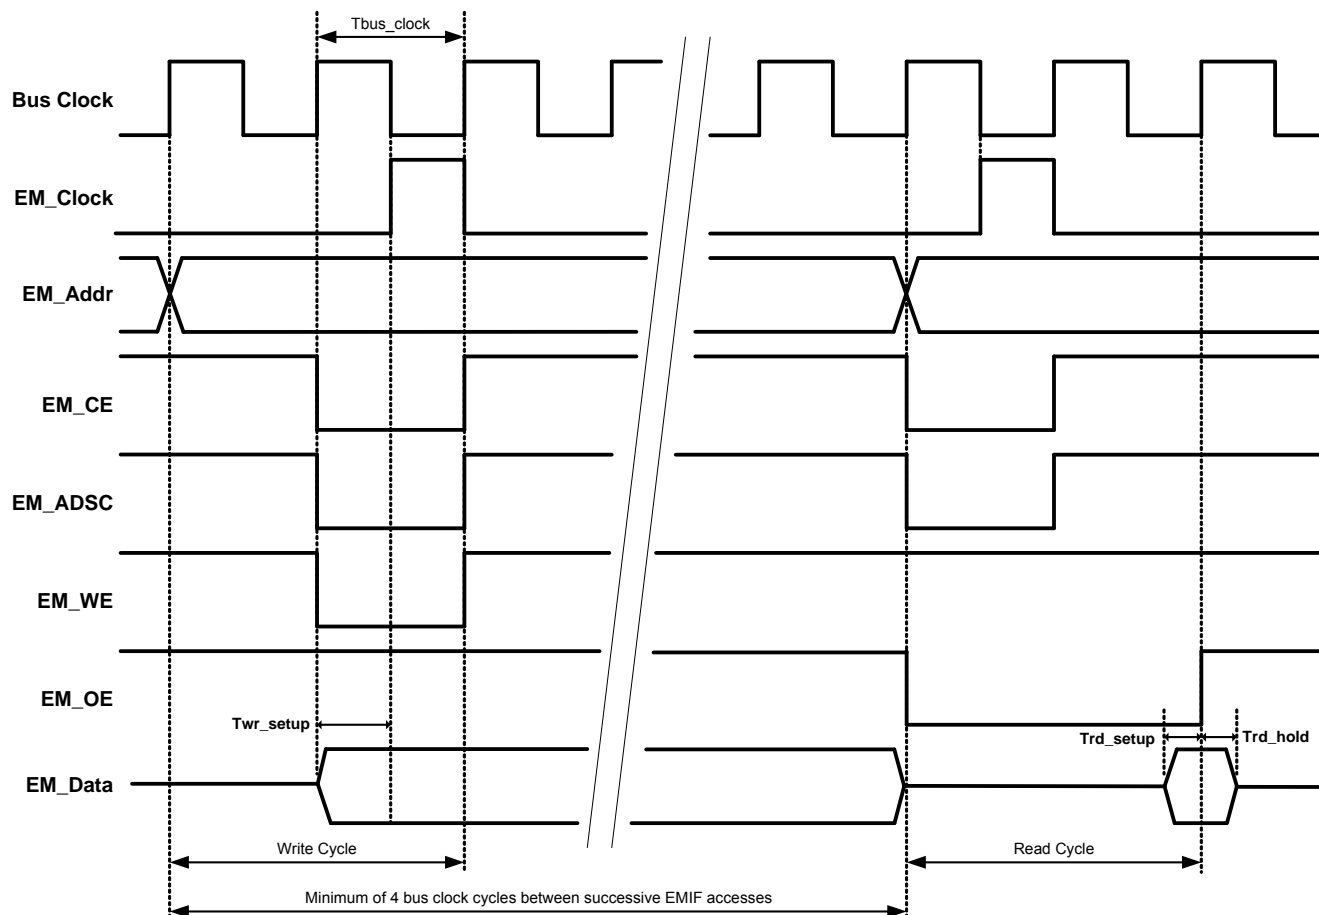 Tbus_clock
Bus Clock
EM_Clock
EM_Addr
EM_CE
EM_ADSC
EM_WE
EM_OE
Twr_setup
Trd_setup
Trd_hold
EM_Data
Write Cycle
Read Cycle
Minimum of 4 bus clock cycles between successive EMIF accesses